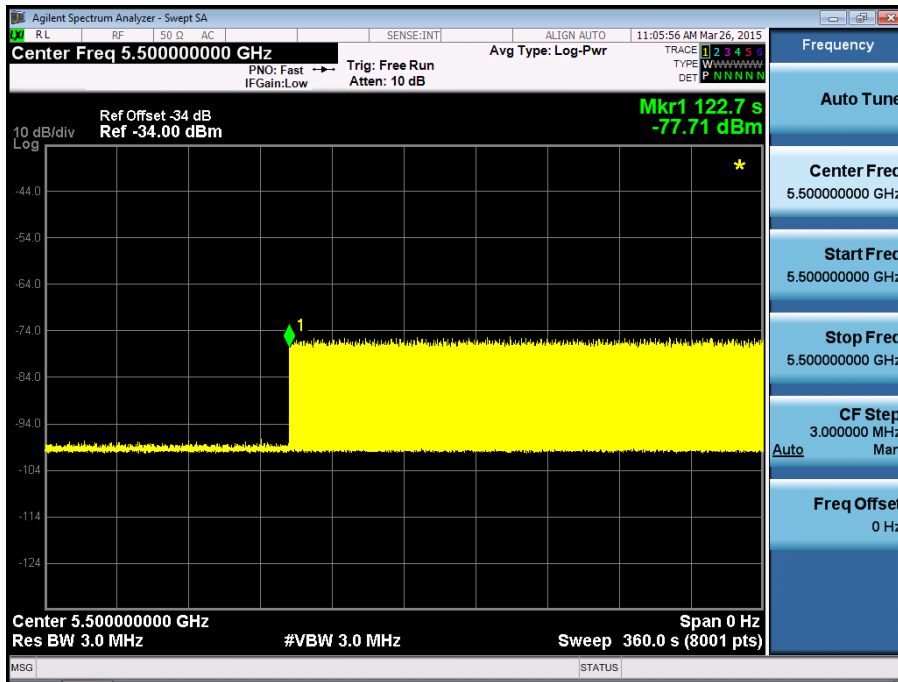 Agilent Spectrum Analyzer - Swept SA
LXI RL RF 50 Ω AC SENSE:INT ALIGN AUTO 11:05:56 AM Mar 26, 2015
Center Freq 5.500000000 GHz
PNO: Fast
IFGain:Low
Trig: Free Run
Atten: 10 dB
Avg Type: Log-Pwr
TRACE 1 2 3 4 5 6
TYPE WWWWWW
DET P N N N N N
Frequency
Auto Tune
Mkr1 122.7 s
-77.71 dBm
Ref Offset -34 dB
Ref -34.00 dBm
10 dB/div
Log
*
Center Freq
5.500000000 GHz
-44.0
-54.0
Start Freq
5.500000000 GHz
-64.0
1
-74.0
Stop Freq
5.500000000 GHz
-84.0
-94.0
CF Step
3.000000 MHz
Auto Man
-104
-114
Freq Offset
0 Hz
-124
Center 5.500000000 GHz
Span 0 Hz
Res BW 3.0 MHz
#VBW 3.0 MHz
Sweep 360.0 s (8001 pts)
MSG
STATUS